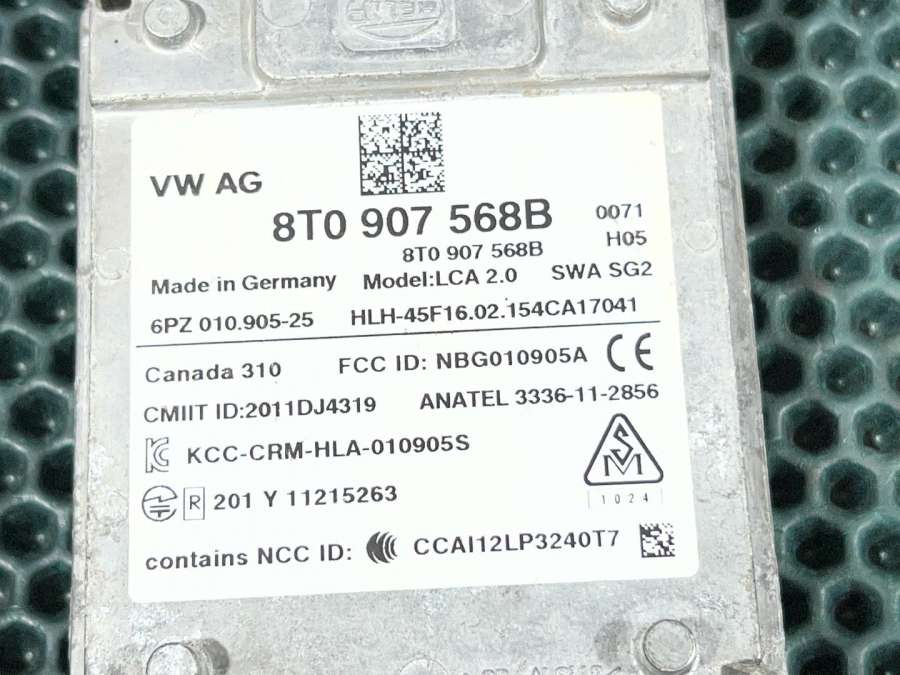 HELLA
VW AG
8T0 907 568B 0071
8T0 907 568B H05
Made in Germany Model:LCA 2.0 SWA SG2
6PZ 010.905-25 HLH-45F16.02.154CA17041
Canada 310 FCC ID: NBG010905A CE
CMIIT ID:2011DJ4319 ANATEL 3336-11-2856
KCC-CRM-HLA-010905S
SM
R 201 Y 11215263 1024
contains NCC ID: CCAI12LP3240T7